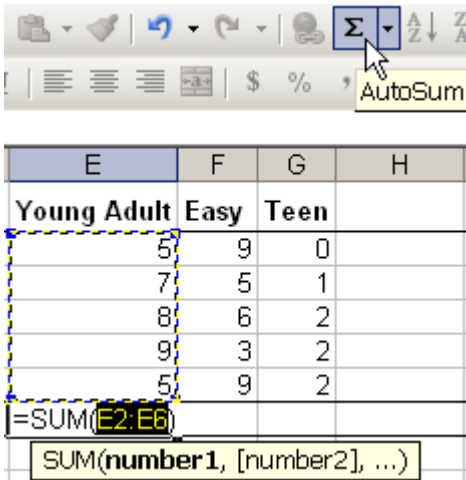 Σ A Z Z A
$ % ,
AutoSum
E F G H
Young Adult Easy Teen
5 9 0
7 5 1
8 6 2
9 3 2
5 9 2
=SUM(E2:E6)
SUM(number1, [number2], ...)